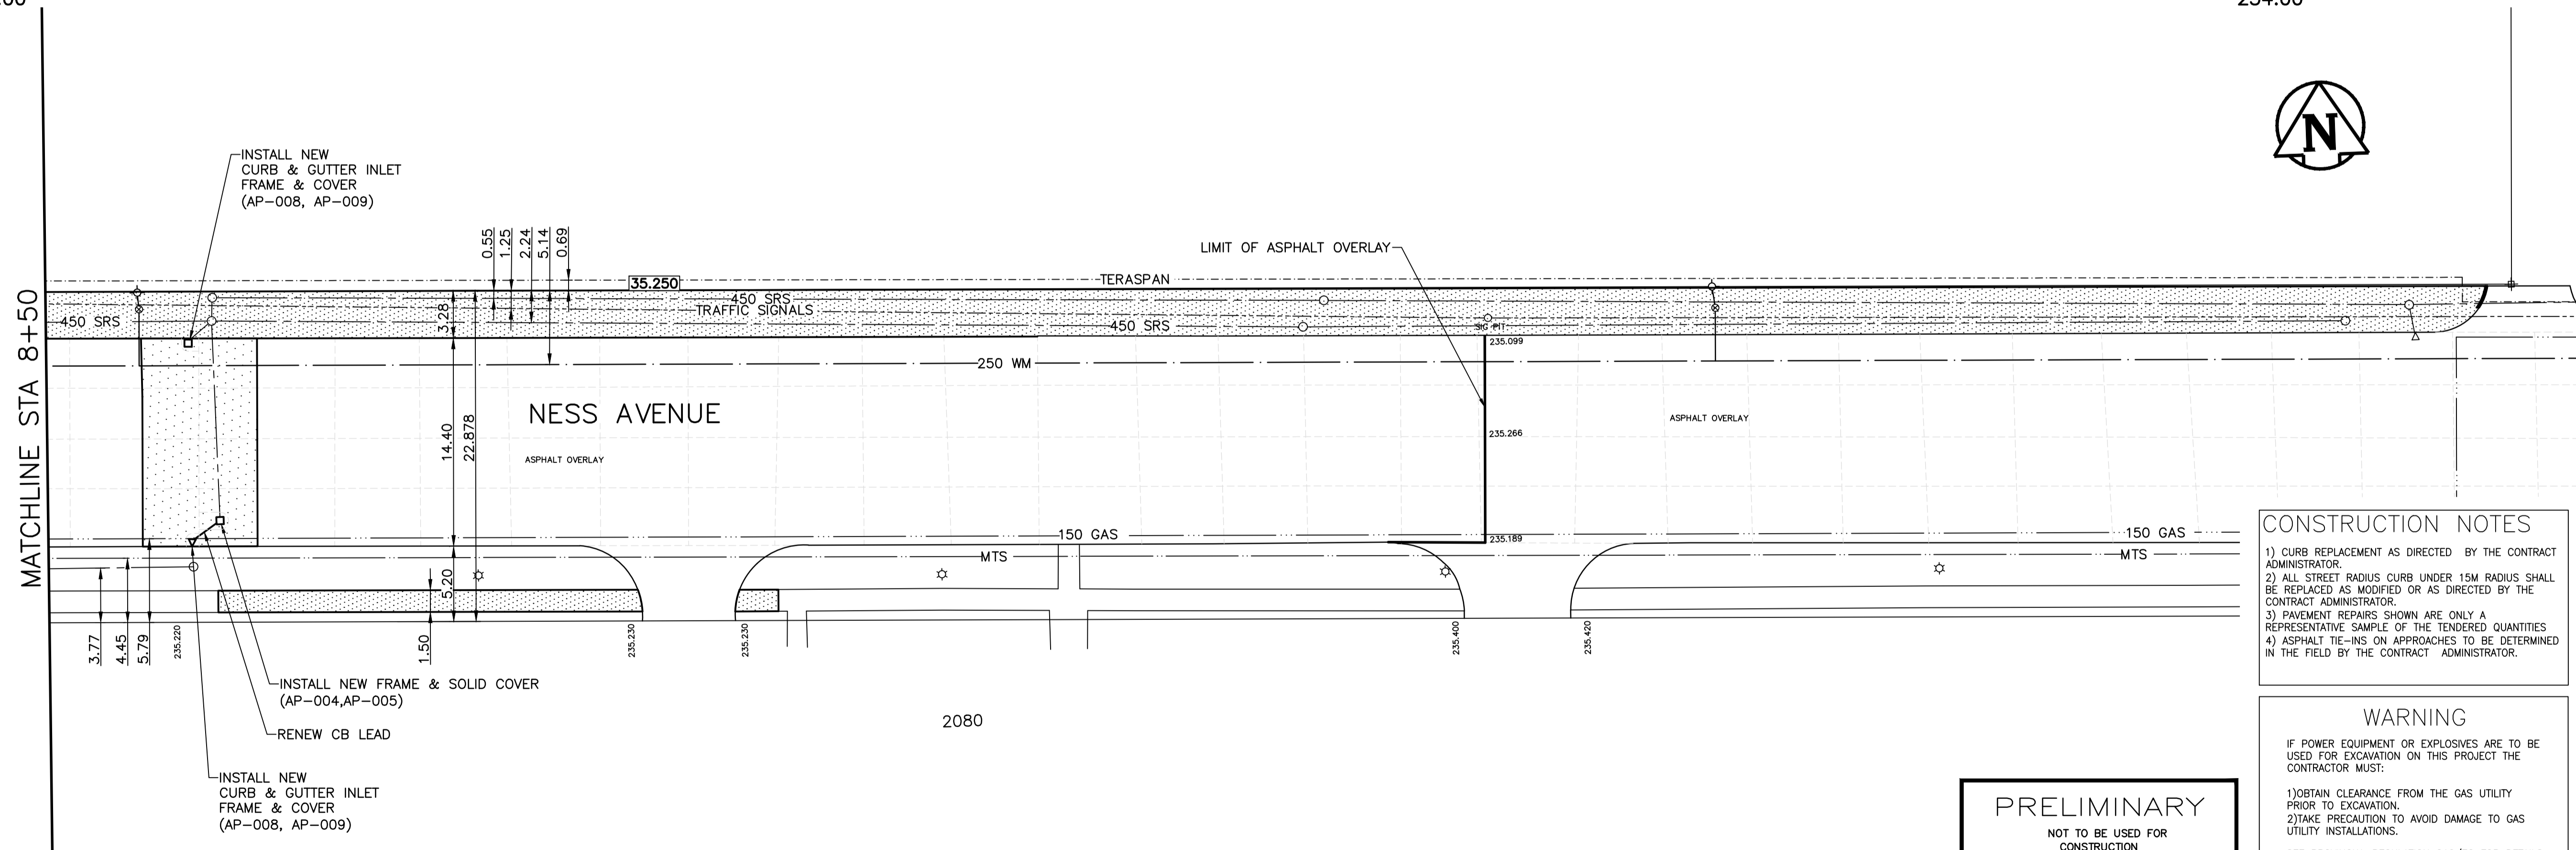 N
INSTALL NEW
CURB & GUTTER INLET
FRAME & COVER
(AP-008, AP-009)
0.55
1.25
2.24
5.14
0.69
LIMIT OF ASPHALT OVERLAY
35.250
TERASPAN
450 SRS
TRAFFIC SIGNALS
450 SRS
450 SRS
SIG PIT
3.28
235.099
250 WM
MATCHLINE STA 8+50
NESS AVENUE
14.40
22.878
235.266
ASPHALT OVERLAY
ASPHALT OVERLAY
150 GAS
235.189
150 GAS
MTS
MTS
5.20
3.77
4.45
5.79
235.220
1.50
235.230
235.230
235.400
235.420
INSTALL NEW FRAME & SOLID COVER
(AP-004,AP-005)
RENEW CB LEAD
2080
INSTALL NEW
CURB & GUTTER INLET
FRAME & COVER
(AP-008, AP-009)
CONSTRUCTION NOTES
1) CURB REPLACEMENT AS DIRECTED BY THE CONTRACT
ADMINISTRATOR.
2) ALL STREET RADIUS CURB UNDER 15M RADIUS SHALL
BE REPLACED AS MODIFIED OR AS DIRECTED BY THE
CONTRACT ADMINISTRATOR.
3) PAVEMENT REPAIRS SHOWN ARE ONLY A
REPRESENTATIVE SAMPLE OF THE TENDERED QUANTITIES
4) ASPHALT TIE-INS ON APPROACHES TO BE DETERMINED
IN THE FIELD BY THE CONTRACT ADMINISTRATOR.
WARNING
IF POWER EQUIPMENT OR EXPLOSIVES ARE TO BE
USED FOR EXCAVATION ON THIS PROJECT THE
CONTRACTOR MUST:
1)OBTAIN CLEARANCE FROM THE GAS UTILITY
PRIOR TO EXCAVATION.
2)TAKE PRECAUTION TO AVOID DAMAGE TO GAS
UTILITY INSTALLATIONS.
PRELIMINARY
NOT TO BE USED FOR
CONSTRUCTION